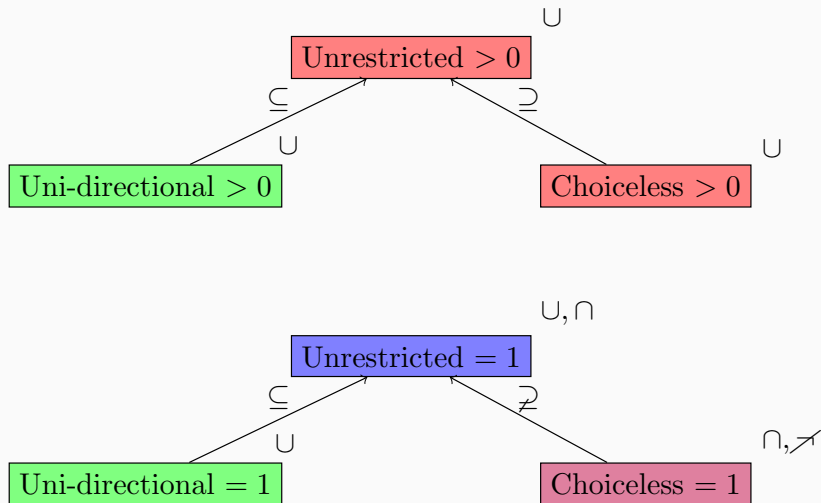 ∪
Unrestricted > 0
⊆ ⊇
∪ ∪
Uni-directional > 0 Choiceless > 0
∪, ∩
Unrestricted = 1
⊆ ⊋
∪ ∩, ¬̸
Uni-directional = 1 Choiceless = 1